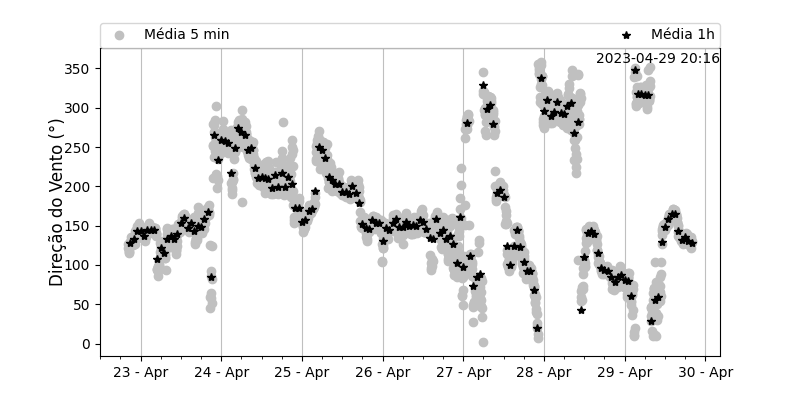 Média 5 min
Média 1h
2023-04-29 20:16
Direção do Vento (°)
350
300
250
200
150
100
50
0
23 - Apr
24 - Apr
25 - Apr
26 - Apr
27 - Apr
28 - Apr
29 - Apr
30 - Apr